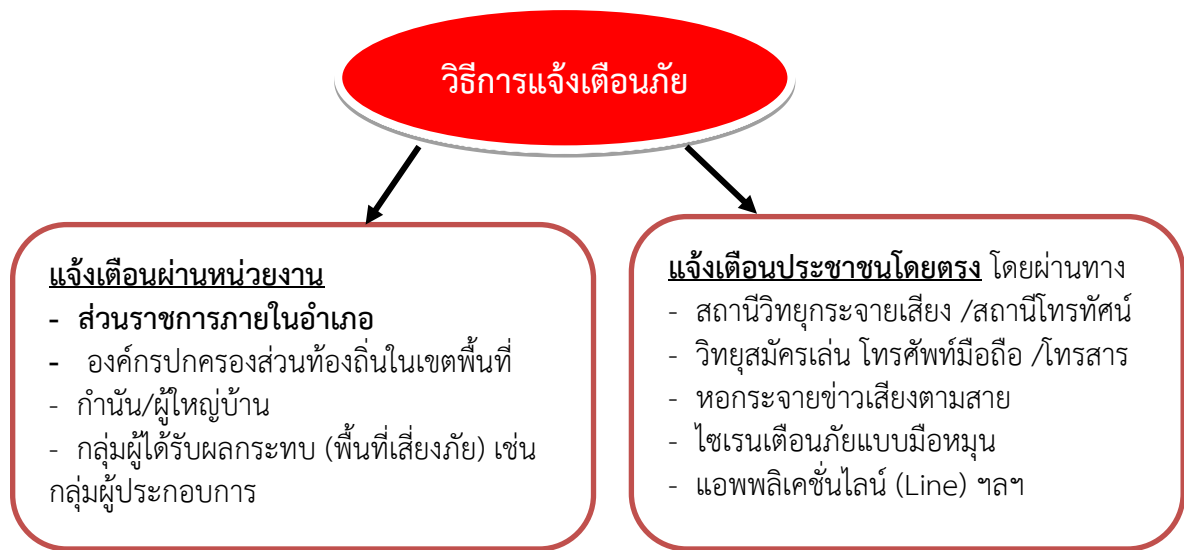 วิธีการแจ้งเตือนภัย
แจ้งเตือนผ่านหน่วยงาน
- ส่วนราชการภายในอำเภอ
- องค์กรปกครองส่วนท้องถิ่นในเขตพื้นที่
- กำนัน/ผู้ใหญ่บ้าน
- กลุ่มผู้ได้รับผลกระทบ (พื้นที่เสี่ยงภัย) เช่น
กลุ่มผู้ประกอบการ
แจ้งเตือนประชาชนโดยตรง โดยผ่านทาง
- สถานีวิทยุกระจายเสียง /สถานีโทรทัศน์
- วิทยุสมัครเล่น โทรศัพท์มือถือ /โทรสาร
- หอกระจายข่าวเสียงตามสาย
- ไซเรนเตือนภัยแบบมือหมุน
- แอพพลิเคชั่นไลน์ (Line) ฯลฯ